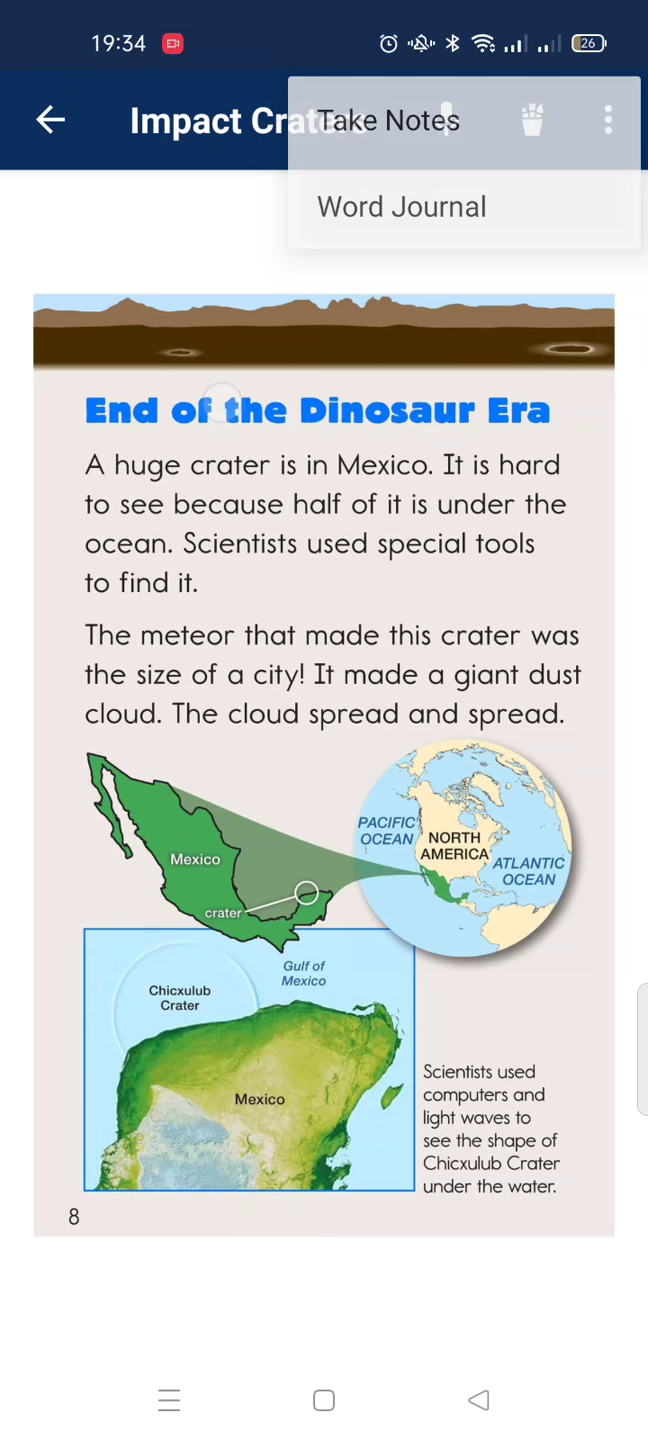 19:34
26
Impact Craters
Take Notes
Word Journal
End of the Dinosaur Era
A huge crater is in Mexico. It is hard
to see because half of it is under the
ocean. Scientists used special tools
to find it.
The meteor that made this crater was
the size of a city! It made a giant dust
cloud. The cloud spread and spread.
Mexico
crater
PACIFIC
OCEAN
NORTH
AMERICA
ATLANTIC
OCEAN
Gulf of
Mexico
Chicxulub
Crater
Mexico
Scientists used
computers and
light waves to
see the shape of
Chicxulub Crater
under the water.
8